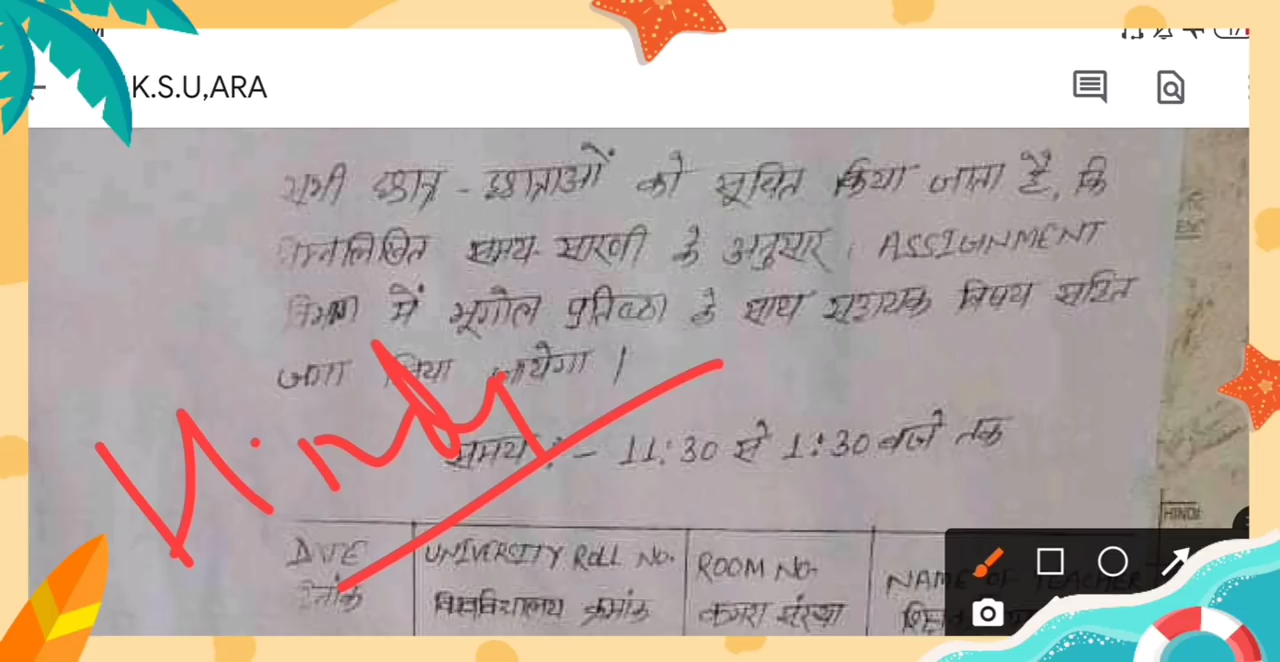 K.S.U,ARA
सभी छात्र - छात्राओं को सूचित किया जाता है, कि
निम्नलिखित समय-सारणी के अनुसार, ASSIGNMENT
विभाग में भूगोल प्रतिष्ठा के साथ सहायक विषय सहित
जमा लिया जायेगा ।
समय :- 11:30 से 1:30 बजे तक
DATE UNIVERSITY ROLL NO. ROOM NO. NAME OF TEACHER
दिनांक विश्वविद्यालय क्रमांक कमरा संख्या
HINDI